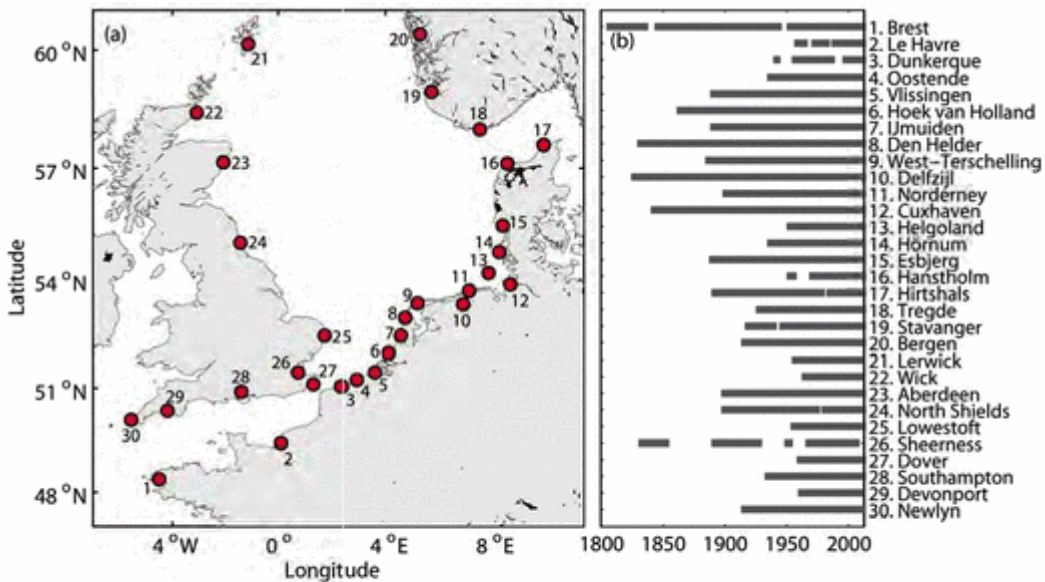 (a)
60 °N
57 °N
54 °N
51 °N
48 °N
Latitude
4 °W
0 °
4 °E
8 °E
Longitude
20
21
19
22
18
17
23
16
15
24
14
13
11
12
9
10
8
25
7
26
6
27
28
5
4
3
29
30
2
1
(b)
1. Brest
2. Le Havre
3. Dunkerque
4. Oostende
5. Vlissingen
6. Hoek van Holland
7. IJmuiden
8. Den Helder
9. West-Terschelling
10. Delfzijl
11. Norderney
12. Cuxhaven
13. Helgoland
14. Hörnum
15. Esbjerg
16. Hanstholm
17. Hirtshals
18. Tregde
19. Stavanger
20. Bergen
21. Lerwick
22. Wick
23. Aberdeen
24. North Shields
25. Lowestoft
26. Sheerness
27. Dover
28. Southampton
29. Devonport
30. Newlyn
1800 1850 1900 1950 2000